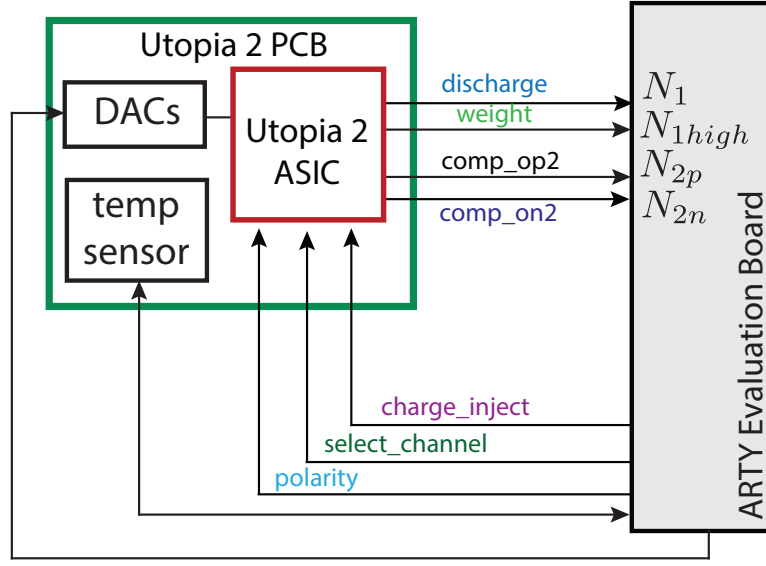 Utopia 2 PCB
DACs
Utopia 2
ASIC
temp
sensor
discharge
weight
comp_op2
comp_on2
N1
N1high
N2p
N2n
ARTY Evaluation Board
charge_inject
select_channel
polarity